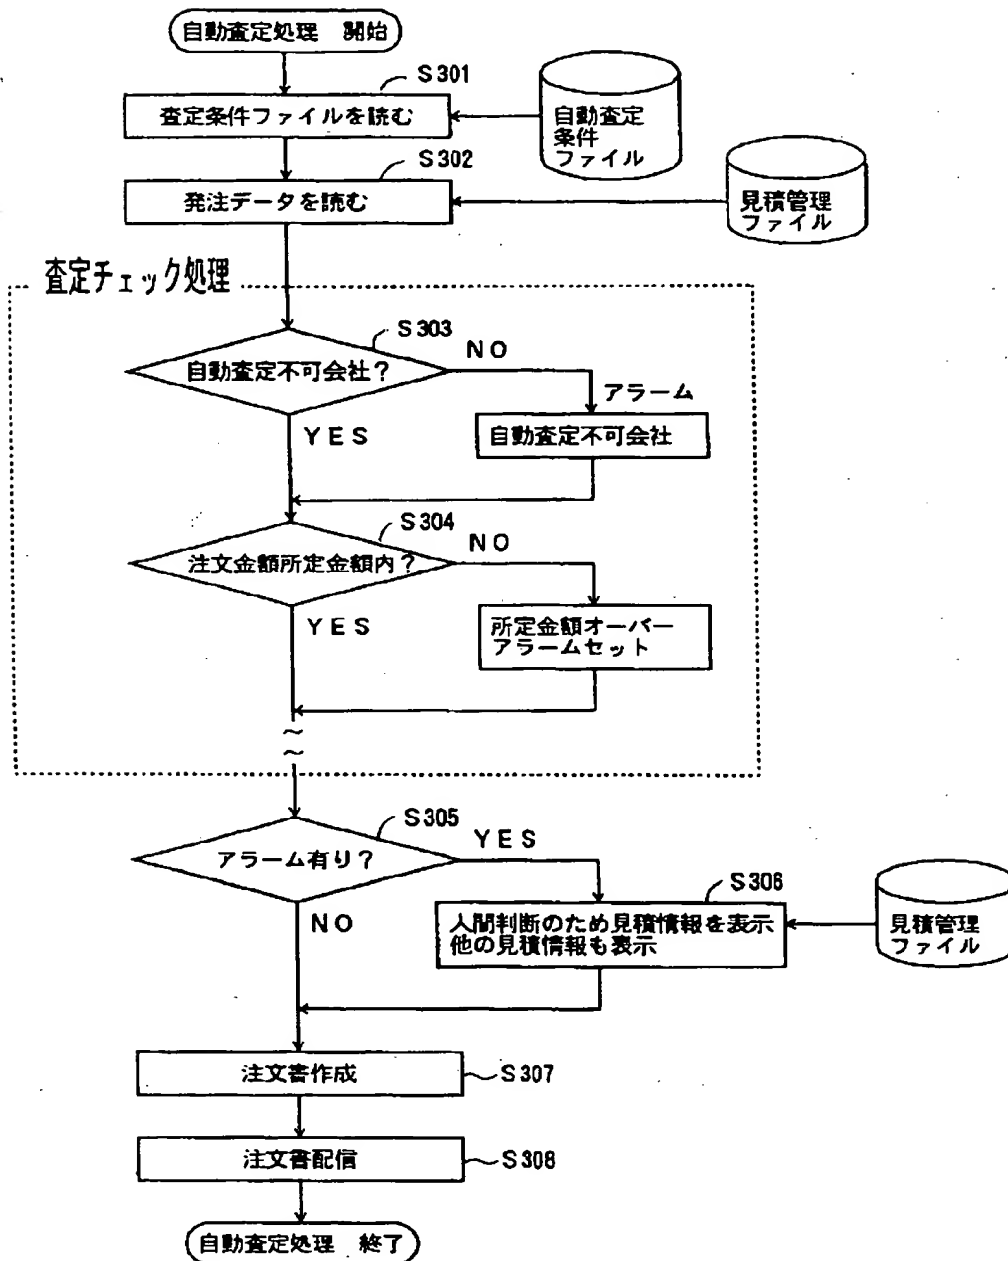 自動査定処理 開始
S301
査定条件ファイルを読む
自動査定
条件
ファイル
S302
発注データを読む
見積管理
ファイル
査定チェック処理
S303
自動査定不可会社?
NO
アラーム
自動査定不可会社
YES
S304
注文金額所定金額内?
NO
所定金額オーバー
アラームセット
YES
S305
アラーム有り?
YES
S306
人間判断のため見積情報を表示
他の見積情報も表示
見積管理
ファイル
NO
注文書作成
S307
注文書配信
S308
自動査定処理 終了